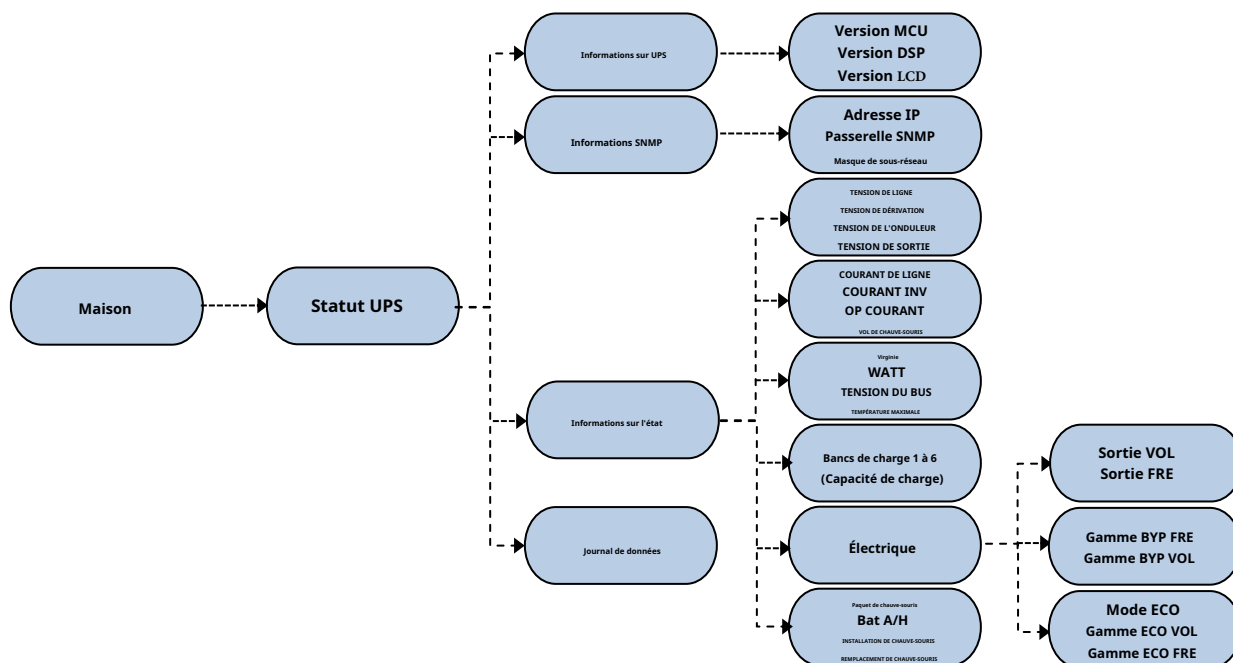 Maison
Statut UPS
Informations sur UPS
Version MCU
Version DSP
Version LCD
Informations SNMP
Adresse IP
Passerelle SNMP
Masque de sous-réseau
Informations sur l'état
TENSION DE LIGNE
TENSION DE DÉRIVATION
TENSION DE L'ONDULEUR
TENSION DE SORTIE
COURANT DE LIGNE
COURANT INV
OP COURANT
VOL DE CHAUVE-SOURIS
Virginie
WATT
TENSION DU BUS
TEMPÉRATURE MAXIMALE
Bancs de charge 1 à 6
(Capacité de charge)
Électrique
Sortie VOL
Sortie FRE
Gamme BYP FRE
Gamme BYP VOL
Mode ECO
Gamme ECO VOL
Gamme ECO FRE
Paquet de chauve-souris
Bat A/H
INSTALLATION DE CHAUVE-SOURIS
REMPLACEMENT DE CHAUVE-SOURIS
Journal de données